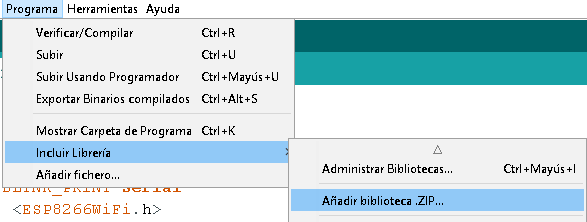 Programa Herramientas Ayuda
Verificar/Compilar Ctrl+R
Subir Ctrl+U
Subir Usando Programador Ctrl+Mayús+U
Exportar Binarios compilados Ctrl+Alt+S
Mostrar Carpeta de Programa Ctrl+K
Incluir Librería
Administrar Bibliotecas... Ctrl+Mayús+I
Añadir fichero...
Añadir biblioteca .ZIP...
BLYNK_PRINT Serial
<ESP8266WiFi.h>